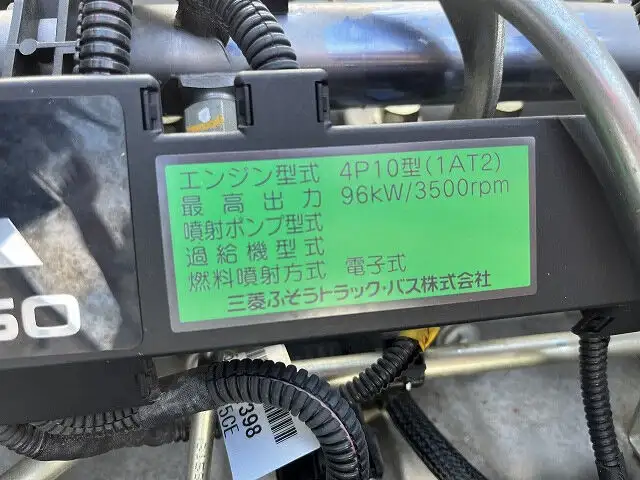 エンジン型式 4P10型(1AT2)
最高出力 96kW/3500rpm
噴射ポンプ型式
過給機型式
燃料噴射方式 電子式
三菱ふそうトラック・バス株式会社
398
5CE